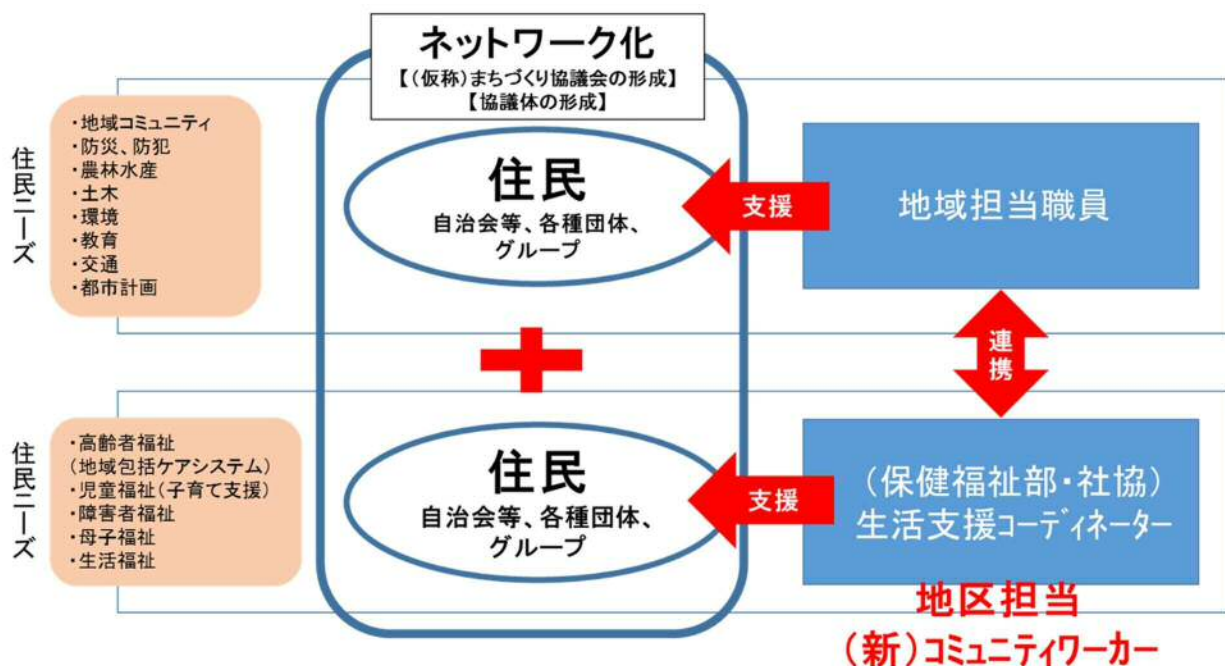 ネットワーク化
【(仮称)まちづくり協議会の形成】
【協議体の形成】
住民ニーズ
・地域コミュニティ
・防災、防犯
・農林水産
・土木
・環境
・教育
・交通
・都市計画
住民
自治会等、各種団体、
グループ
支援
地域担当職員
連携
住民ニーズ
・高齢者福祉
(地域包括ケアシステム)
・児童福祉(子育て支援)
・障害者福祉
・母子福祉
・生活福祉
住民
自治会等、各種団体、
グループ
支援
(保健福祉部・社協)
生活支援コーディネーター
地区担当
(新)コミュニティワーカー